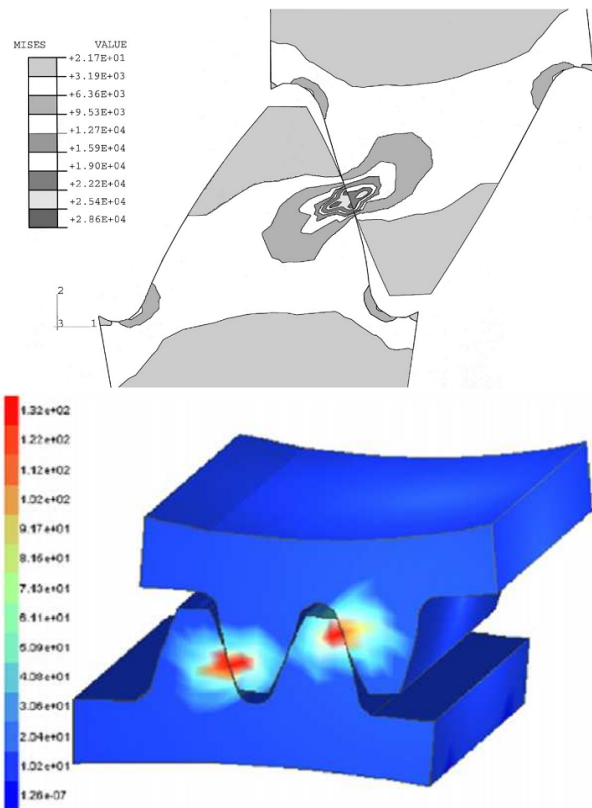 MISES VALUE
+2.17E+01
+3.19E+03
+6.36E+03
+9.53E+03
+1.27E+04
+1.59E+04
+1.90E+04
+2.22E+04
+2.54E+04
+2.86E+04
2
3 1
1.32e+02
1.22e+02
1.12e+02
1.02e+02
9.17e+01
8.16e+01
7.13e+01
6.11e+01
5.09e+01
4.08e+01
3.06e+01
2.04e+01
1.02e+01
1.26e-07